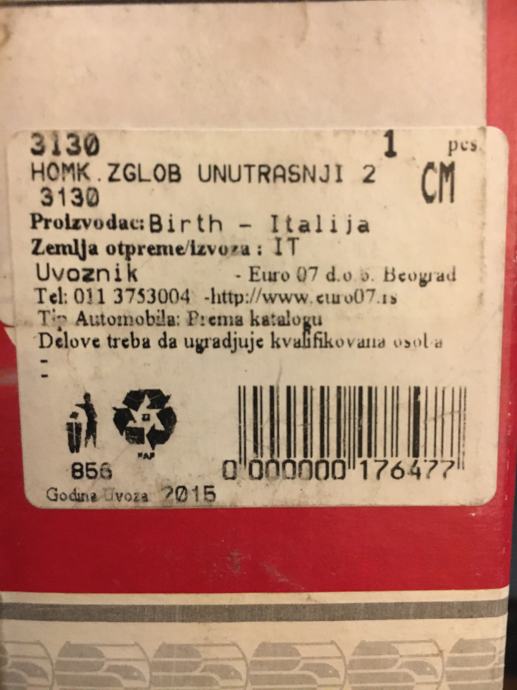 3130 1 pcs
HOMK.ZGLOB UNUTRASNJI 2
3130 CM
Proizvodac: Birth - Italija
Zemlja otpreme/izvoza : IT
Uvoznik - Euro 07 d.o.o. Beograd
Tel: 011 3753004 -http://www.euro07.rs
Tip Automobila: Prema katalogu
Delove treba da ugradjuje kvalifikovana osoba
-
-
PAP
856
0 000000 176477
Godina Uvoza 2015